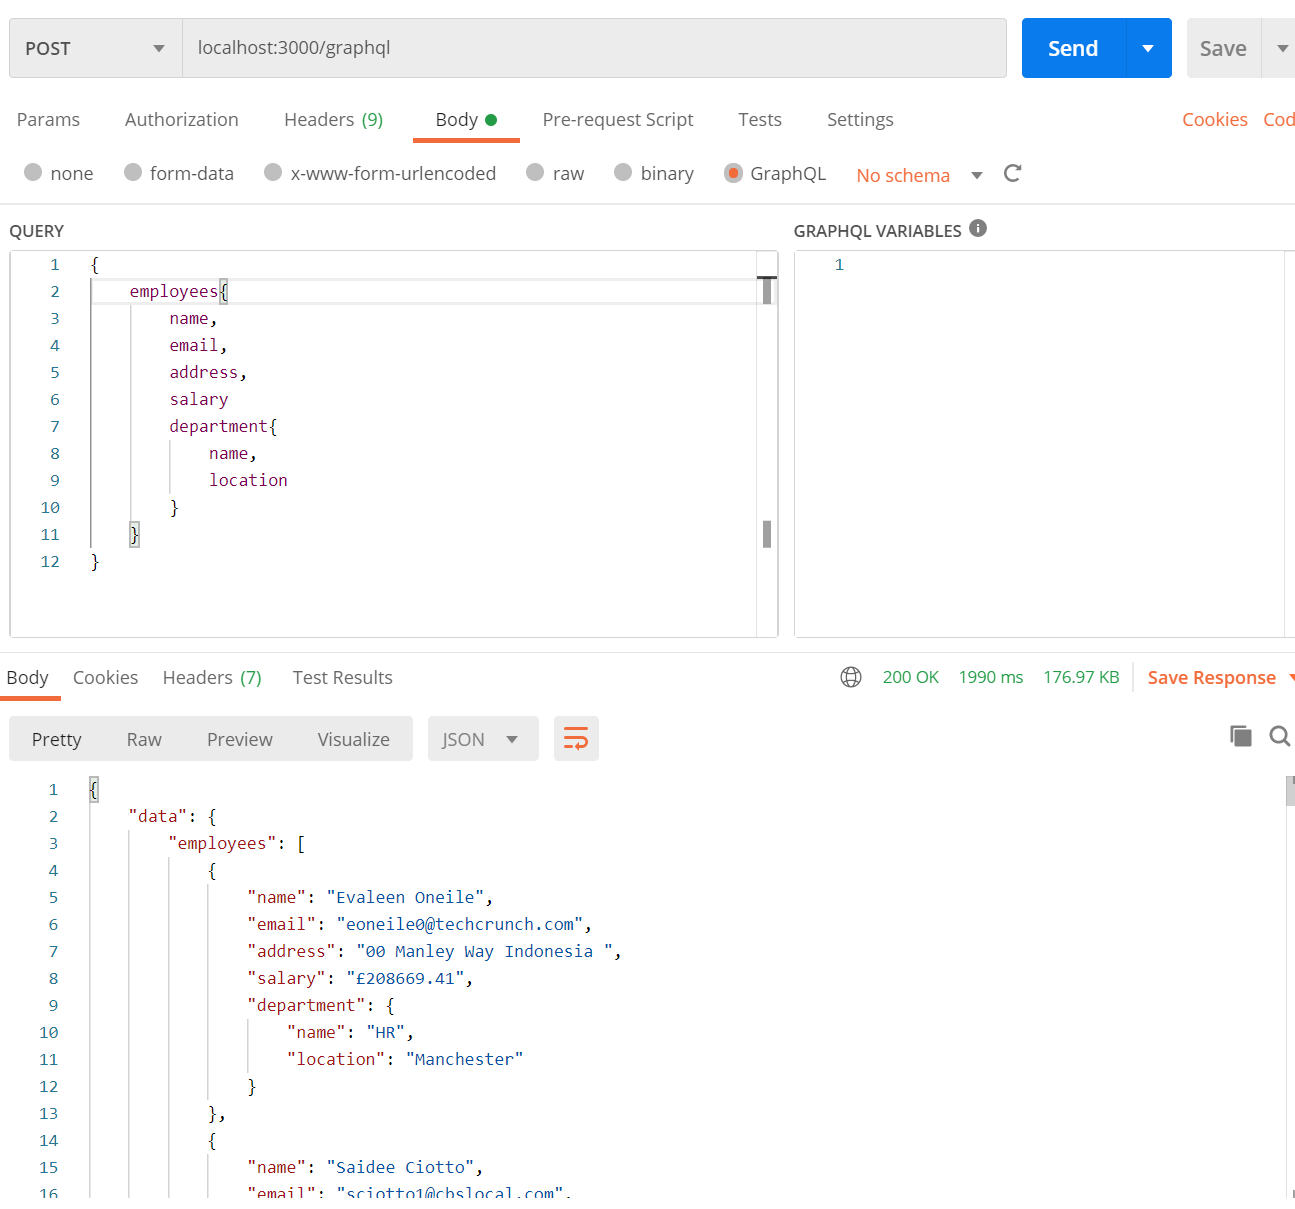 POST localhost:3000/graphql Send Save
Params Authorization Headers (9) Body Pre-request Script Tests Settings Cookies Cod
none form-data x-www-form-urlencoded raw binary GraphQL No schema
QUERY
1 {
2 employees{
3 name,
4 email,
5 address,
6 salary
7 department{
8 name,
9 location
10 }
11 }
12 }
GRAPHQL VARIABLES i
1
Body Cookies Headers (7) Test Results 200 OK 1990 ms 176.97 KB Save Response
Pretty Raw Preview Visualize JSON
1 {
2 "data": {
3 "employees": [
4 {
5 "name": "Evaleen Oneile",
6 "email": "eoneile0@techcrunch.com",
7 "address": "00 Manley Way Indonesia ",
8 "salary": "£208669.41",
9 "department": {
10 "name": "HR",
11 "location": "Manchester"
12 }
13 },
14 {
15 "name": "Saidee Ciotto",
16 "email": "sciotto1@cbslocal.com",